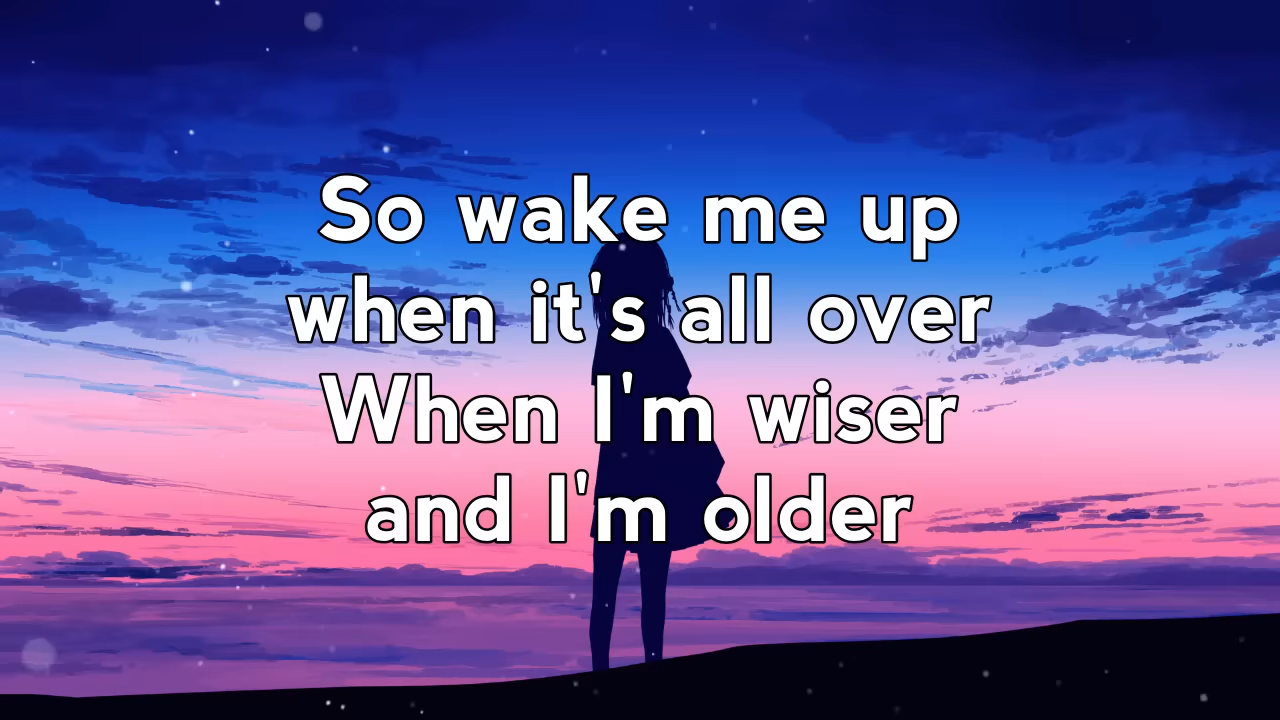 So wake me up
when it's all over
When I'm wiser
and I'm older